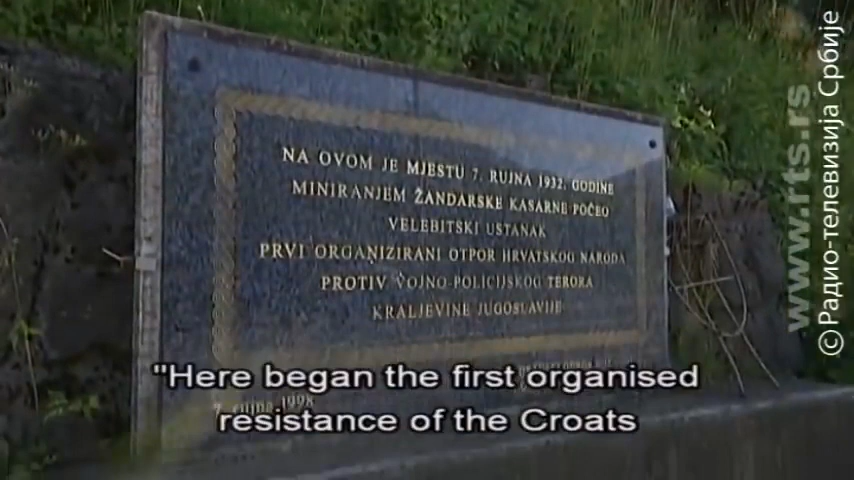 NA OVOM JE MJESTU 7. RUJNA 1932. GODINE
MINIRANJEM ŽANDARSKE KASARNE POČEO
VELEBITSKI USTANAK
PRVI ORGANIZIRANI OTPOR HRVATSKOG NARODA
PROTIV VOJNO-POLICIJSKOG TERORA
KRALJEVINE JUGOSLAVIJE
7. rujna 1998
"Here began the first organised
resistance of the Croats
www.rts.rs
©Радио-телевизија Србије